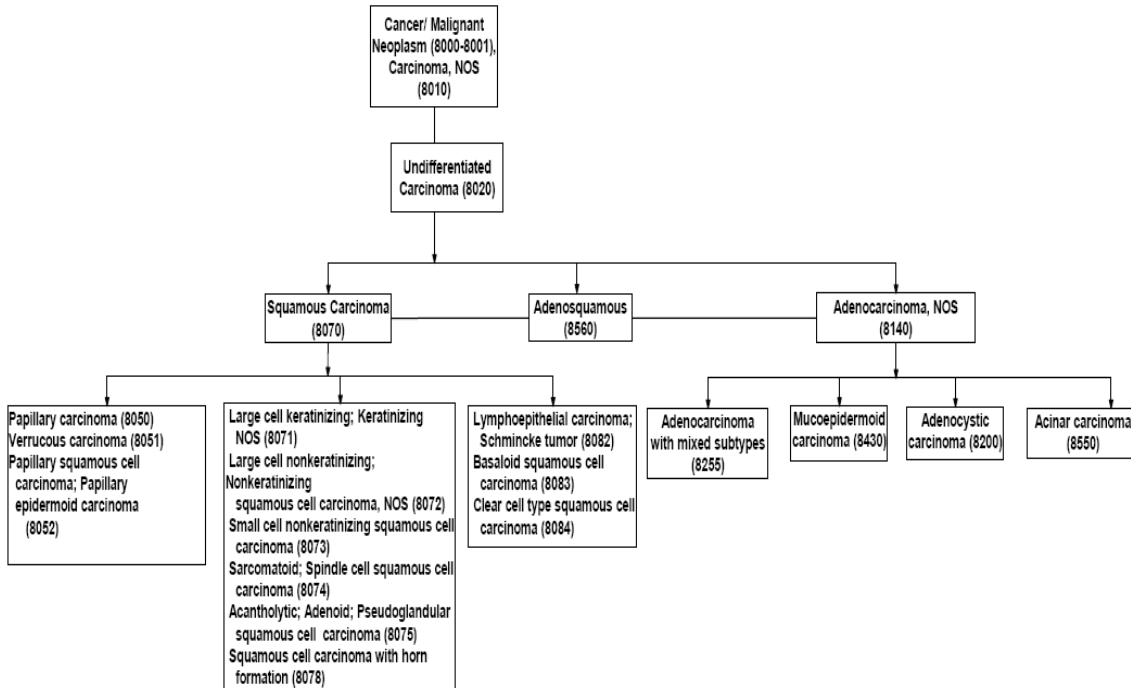 Cancer/ Malignant
Neoplasm (8000-8001),
Carcinoma, NOS
(8010)
Undifferentiated
Carcinoma (8020)
Squamous Carcinoma
(8070)
Adenosquamous
(8560)
Adenocarcinoma, NOS
(8140)
Papillary carcinoma (8050)
Verrucous carcinoma (8051)
Papillary squamous cell
carcinoma; Papillary
epidermoid carcinoma
(8052)
Large cell keratinizing; Keratinizing
NOS (8071)
Large cell nonkeratinizing;
Nonkeratinizing
squamous cell carcinoma, NOS (8072)
Small cell nonkeratinizing squamous cell
carcinoma (8073)
Sarcomatoid; Spindle cell squamous cell
carcinoma (8074)
Acantholytic; Adenoid; Pseudoglandular
squamous cell carcinoma (8075)
Squamous cell carcinoma with horn
formation (8078)
Lymphoepithelial carcinoma;
Schmincke tumor (8082)
Basaloid squamous cell
carcinoma (8083)
Clear cell type squamous cell
carcinoma (8084)
Adenocarcinoma
with mixed subtypes
(8255)
Mucoepidermoid
carcinoma (8430)
Adenocystic
carcinoma (8200)
Acinar carcinoma
(8550)